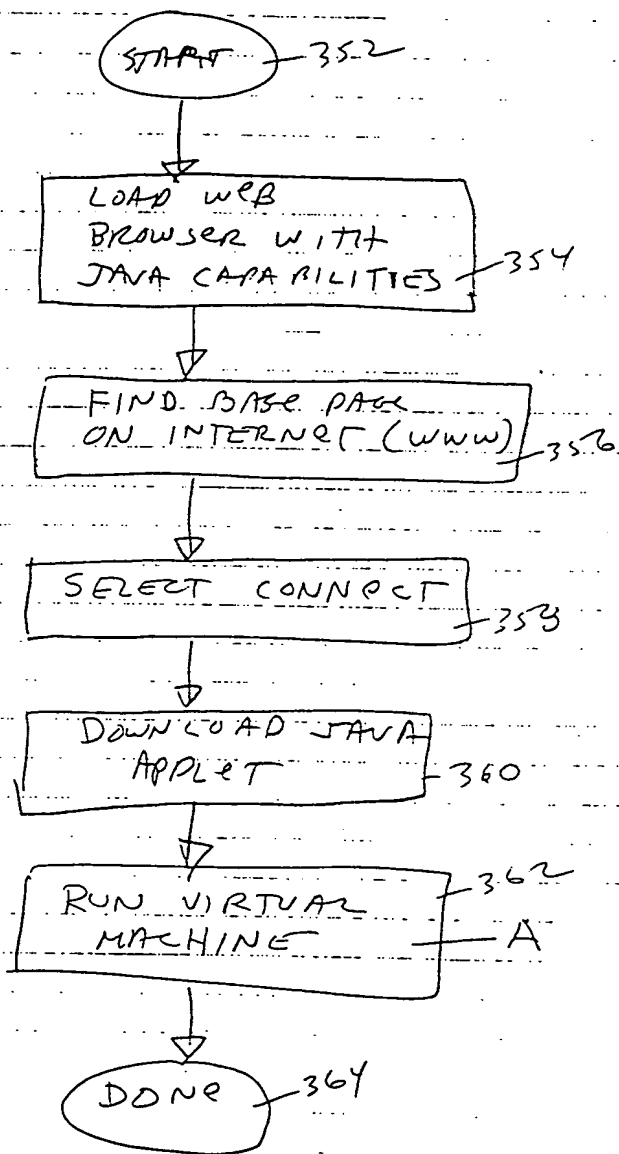 START 352
LOAD WEB
BROWSER WITH
JAVA CAPABILITIES 354
FIND BASE PAGE
ON INTERNET (WWW) 356
SELECT CONNECT
358
DOWNLOAD JAVA
APPLET 360
362
RUN VIRTUAL
MACHINE A
DONE 364